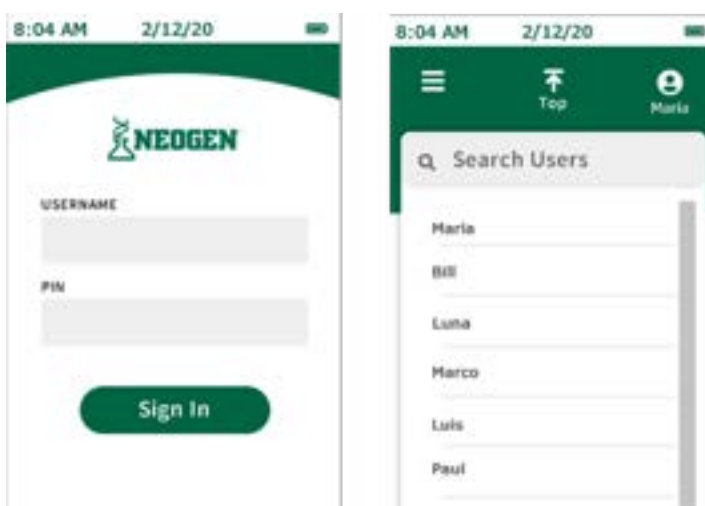 8:04 AM 2/12/20
NEOGEN
USERNAME
PIN
Sign In
8:04 AM 2/12/20
Top
Maria
Search Users
Maria
Bill
Luna
Marco
Luis
Paul